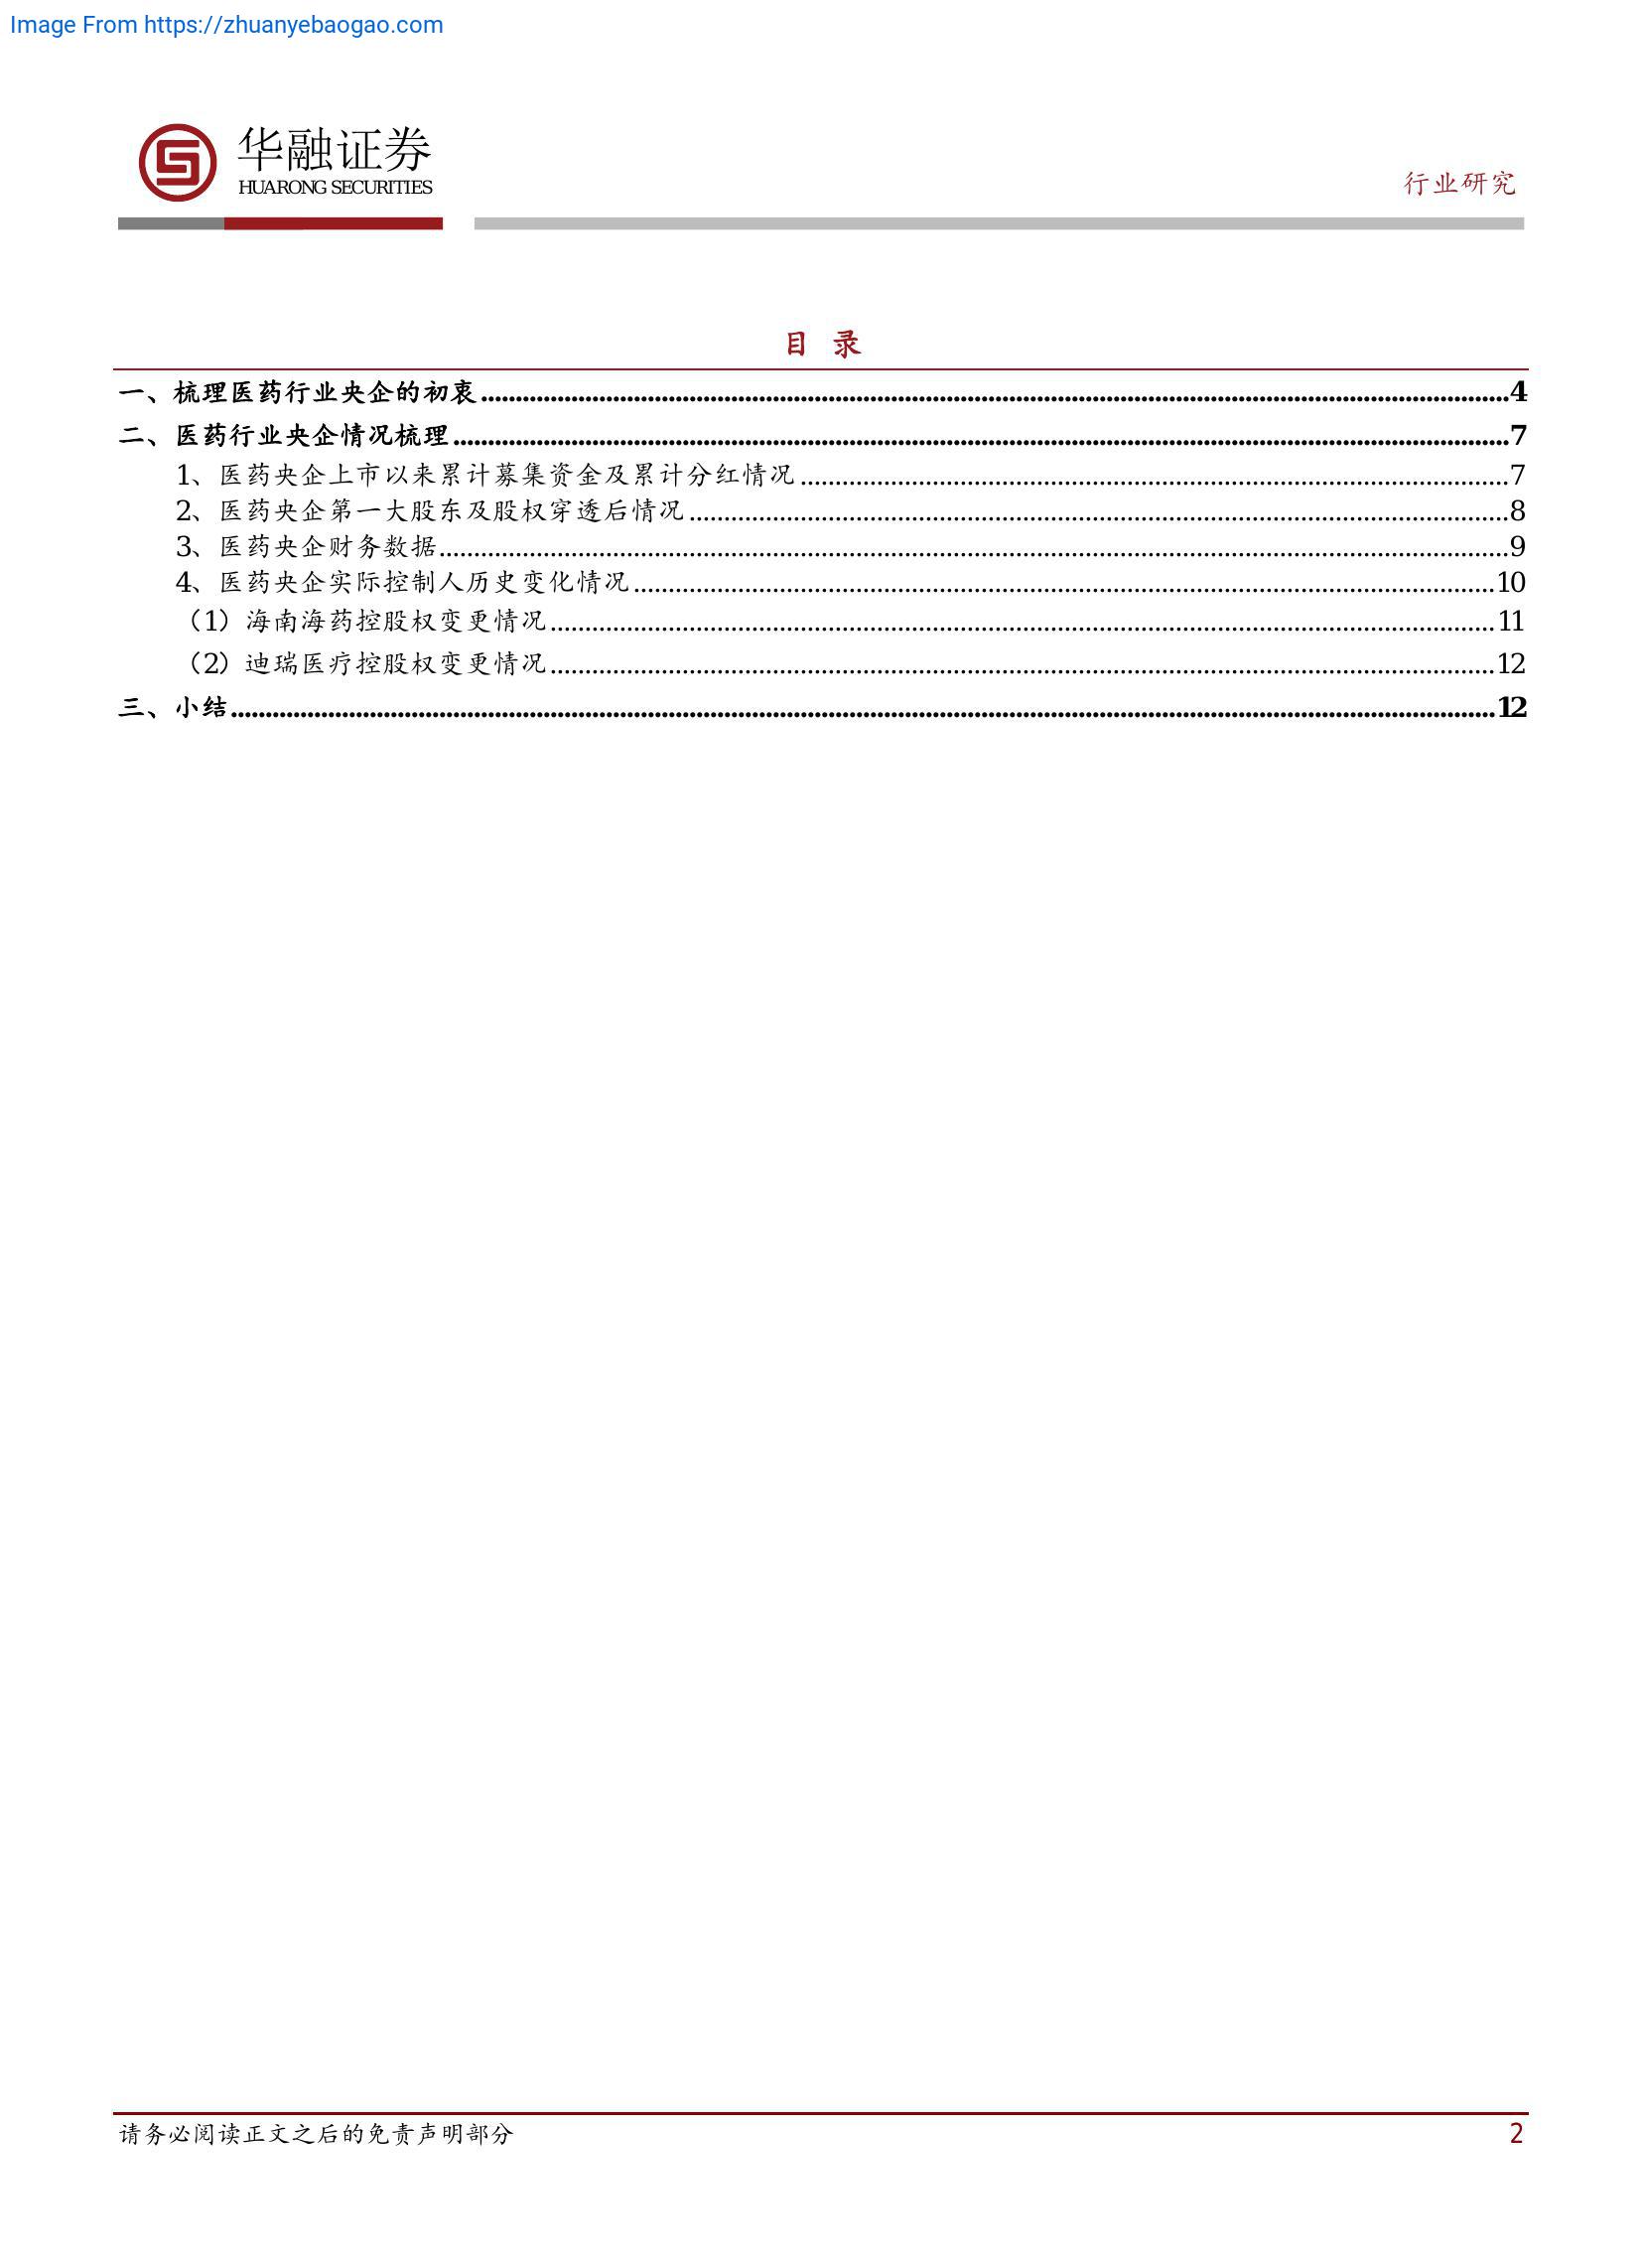 Image From https://zhuanyebaogao.com
华融证券
HUARONG SECURITIES
行业研究
目 录
一、梳理医药行业央企的初衷........................................4
二、医药行业央企情况梳理........................................7
1、医药央企上市以来累计募集资金及累计分红情况........................................7
2、医药央企第一大股东及股权穿透后情况........................................8
3、医药央企财务数据........................................9
4、医药央企实际控制人历史变化情况........................................10
（1）海南海药控股权变更情况........................................11
（2）迪瑞医疗控股权变更情况........................................12
三、小结........................................12
请务必阅读正文之后的免责声明部分
2